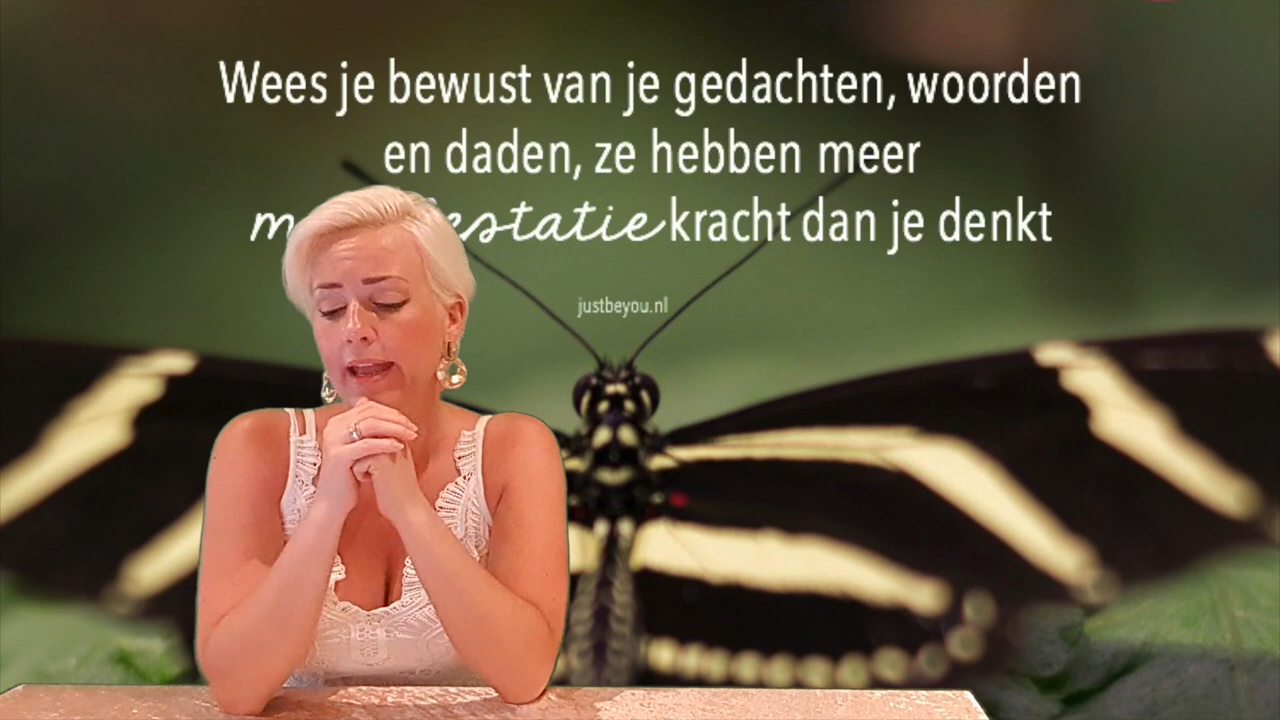 Wees je bewust van je gedachten, woorden
en daden, ze hebben meer
kracht dan je denkt
justbeyou.nl